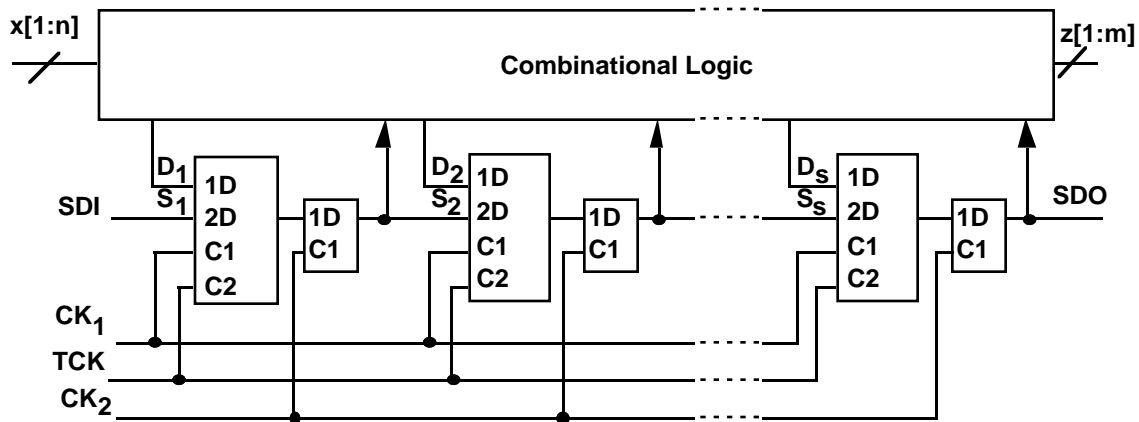 x[1:n]
z[1:m]
Combinational Logic
D1
1D
S1
2D
C1
C2
1D
C1
D2
1D
S2
2D
C1
C2
1D
C1
Ds
1D
Ss
2D
C1
C2
1D
C1
SDI
SDO
CK1
TCK
CK2